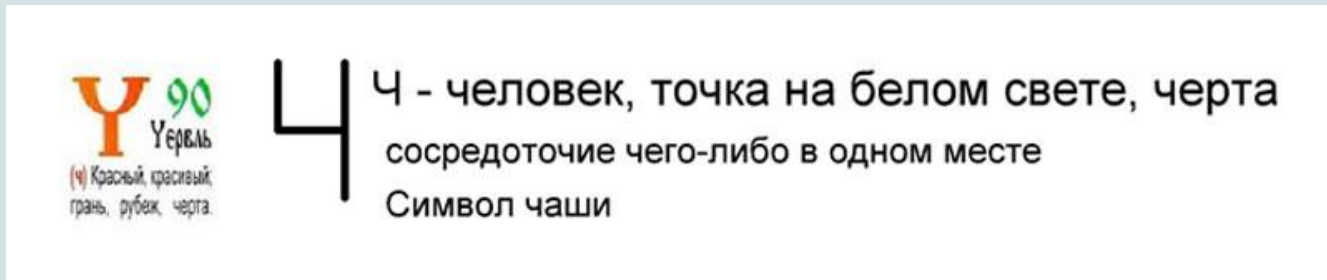 Ч 90
Чєрвль
(ч) Красный, красивый,
грань, рубеж, черта.
Ч
Ч - человек, точка на белом свете, черта
сосредоточие чего-либо в одном месте
Символ чаши